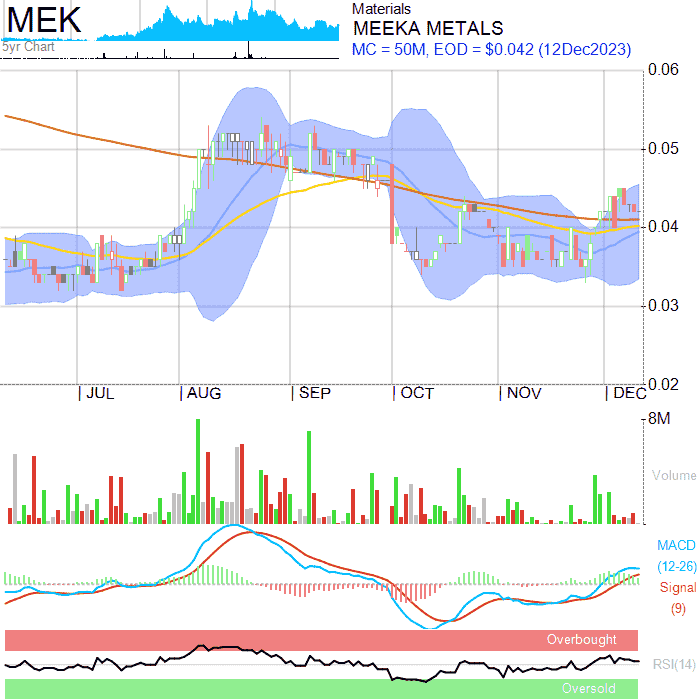 MEK
5yr Chart
Materials
MEEKA METALS
MC = 50M, EOD = $0.042 (12Dec2023)
0.06
0.05
0.04
0.03
0.02
JUL
AUG
SEP
OCT
NOV
DEC
8M
Volume
MACD
(12-26)
Signal
(9)
Overbought
RSI(14)
Oversold